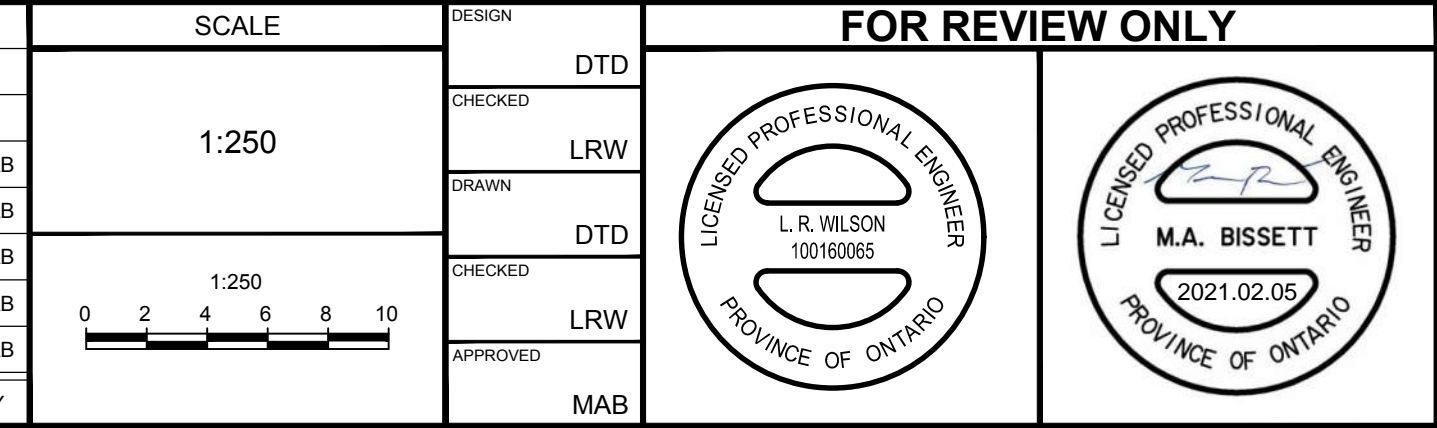 B
B
B
B
B
SCALE
1:250
1:250
0 2 4 6 8 10
DESIGN
DTD
CHECKED
LRW
DRAWN
DTD
CHECKED
LRW
APPROVED
MAB
FOR REVIEW ONLY
LICENSED PROFESSIONAL ENGINEER
L. R. WILSON
100160065
PROVINCE OF ONTARIO
LICENSED PROFESSIONAL ENGINEER
M.A. BISSETT
2021.02.05
PROVINCE OF ONTARIO